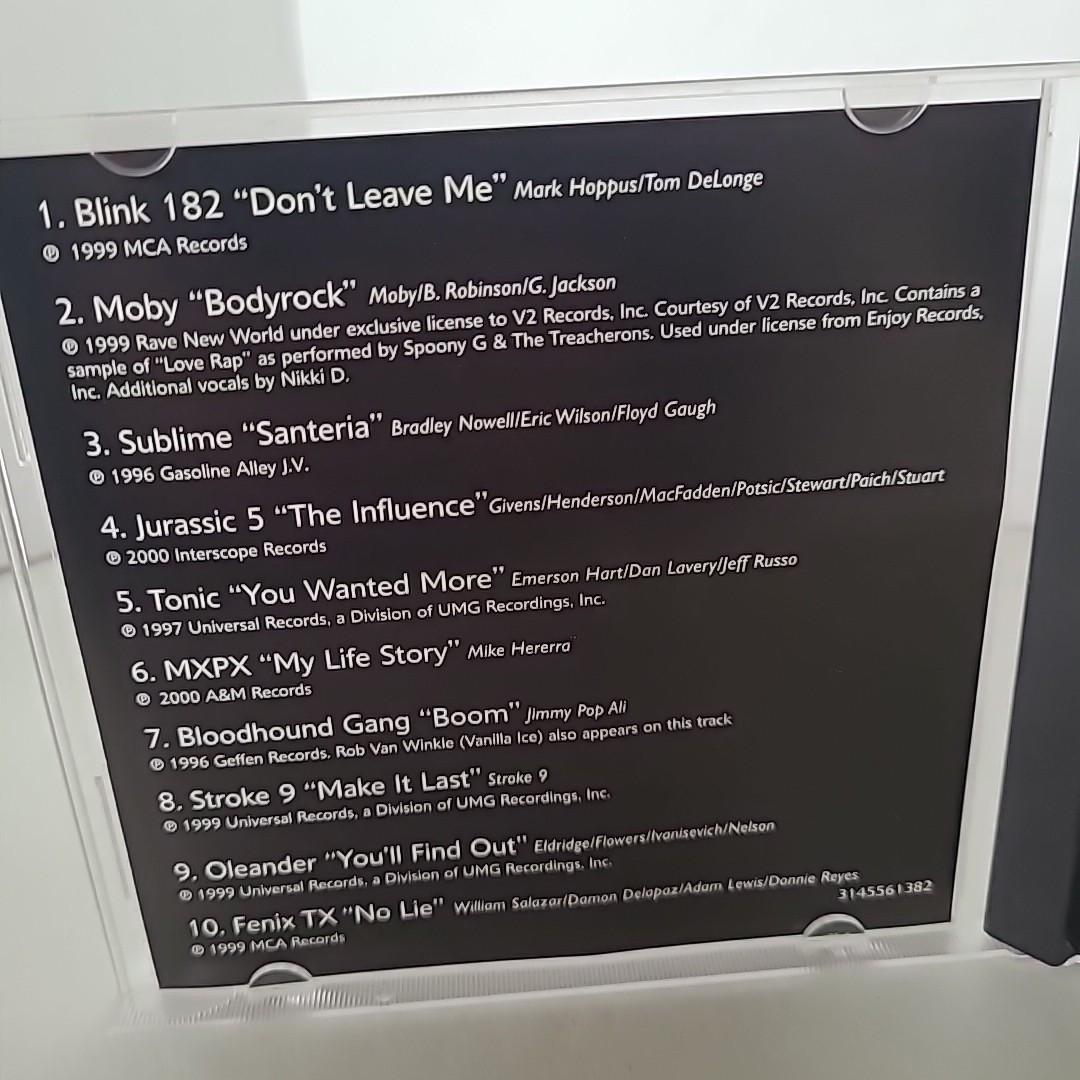 1. Blink 182 “Don’t Leave Me” Mark Hoppus/Tom DeLonge
℗ 1999 MCA Records
2. Moby “Bodyrock” Moby/B. Robinson/G. Jackson
℗ 1999 Rave New World under exclusive license to V2 Records, Inc. Courtesy of V2 Records, Inc. Contains a
sample of “Love Rap” as performed by Spoony G & The Treacherons. Used under license from Enjoy Records,
Inc. Additional vocals by Nikki D.
3. Sublime “Santeria” Bradley Nowell/Eric Wilson/Floyd Gaugh
℗ 1996 Gasoline Alley J.V.
4. Jurassic 5 “The Influence” Givens/Henderson/MacFadden/Potsic/Stewart/Paich/Stuart
℗ 2000 Interscope Records
5. Tonic “You Wanted More” Emerson Hart/Dan Lavery/Jeff Russo
℗ 1997 Universal Records, a Division of UMG Recordings, Inc.
6. MXPX “My Life Story” Mike Hererra
℗ 2000 A&M Records
7. Bloodhound Gang “Boom” Jimmy Pop Ali
℗ 1996 Geffen Records. Rob Van Winkle (Vanilla Ice) also appears on this track
8. Stroke 9 “Make It Last” Stroke 9
℗ 1999 Universal Records, a Division of UMG Recordings, Inc.
9. Oleander “You’ll Find Out” Eldridge/Flowers/Ivanisevich/Nelson
℗ 1999 Universal Records, a Division of UMG Recordings, Inc.
10. Fenix TX “No Lie” William Salazar/Damon Delapaz/Adam Lewis/Donnie Reyes
℗ 1999 MCA Records
3145561382